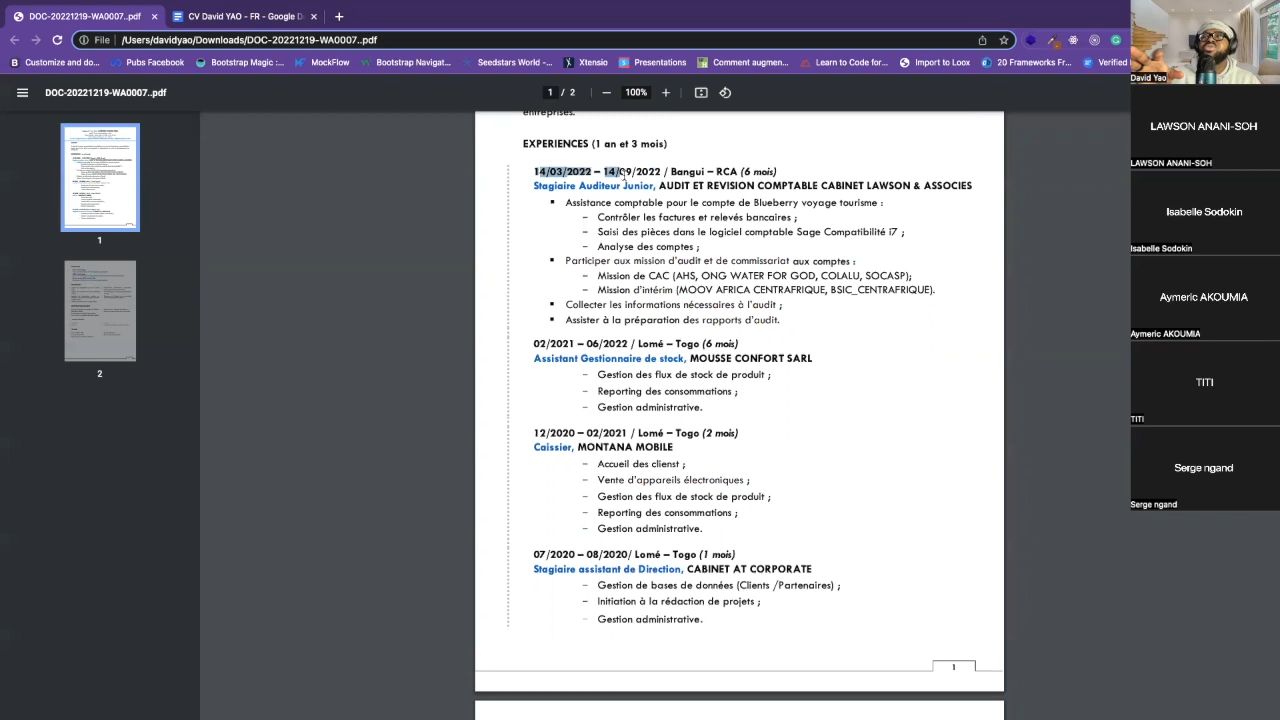 DOC-20221219-WA0007..pdf
CV David YAO - FR - Google D
File /Users/davidyao/Downloads/DOC-20221219-WA0007..pdf
Customize and do... Pubs Facebook Bootstrap Magic :... MockFlow Bootstrap Navigat... Seedstars World -... Xtensio Presentations Comment augmen... Learn to Code for... Import to Loox 20 Frameworks Fr... Verified
DOC-20221219-WA0007..pdf
1 / 2
100%
1
2
entreprises.
EXPERIENCES (1 an et 3 mois)
14/03/2022 – 14/09/2022 / Bangui – RCA (6 mois)
Stagiaire Auditeur Junior, AUDIT ET REVISION COMPTABLE CABINET LAWSON & ASSOCIES
▪ Assistance comptable pour le compte de Blueberry voyage tourisme :
– Contrôler les factures et relevés bancaires ;
– Saisi des pièces dans le logiciel comptable Sage Compatibilité i7 ;
– Analyse des comptes ;
▪ Participer aux mission d'audit et de commissariat aux comptes :
– Mission de CAC (AHS, ONG WATER FOR GOD, COLALU, SOCASP);
– Mission d'intérim (MOOV AFRICA CENTRAFRIQUE, BSIC_CENTRAFRIQUE).
▪ Collecter les informations nécessaires à l'audit ;
▪ Assister à la préparation des rapports d'audit.
02/2021 – 06/2022 / Lomé – Togo (6 mois)
Assistant Gestionnaire de stock, MOUSSE CONFORT SARL
– Gestion des flux de stock de produit ;
– Reporting des consommations ;
– Gestion administrative.
12/2020 – 02/2021 / Lomé – Togo (2 mois)
Caissier, MONTANA MOBILE
– Accueil des clienst ;
– Vente d'appareils électroniques ;
– Gestion des flux de stock de produit ;
– Reporting des consommations ;
– Gestion administrative.
07/2020 – 08/2020/ Lomé – Togo (1 mois)
Stagiaire assistant de Direction, CABINET AT CORPORATE
– Gestion de bases de données (Clients /Partenaires) ;
– Initiation à la rédaction de projets ;
– Gestion administrative.
1
David Yao
LAWSON ANANI-SOH
LAWSON ANANI-SOH
Isabelle Sodokin
Isabelle Sodokin
Aymeric AKOUMIA
Aymeric AKOUMIA
TITI
TITI
Serge ngand
Serge ngand